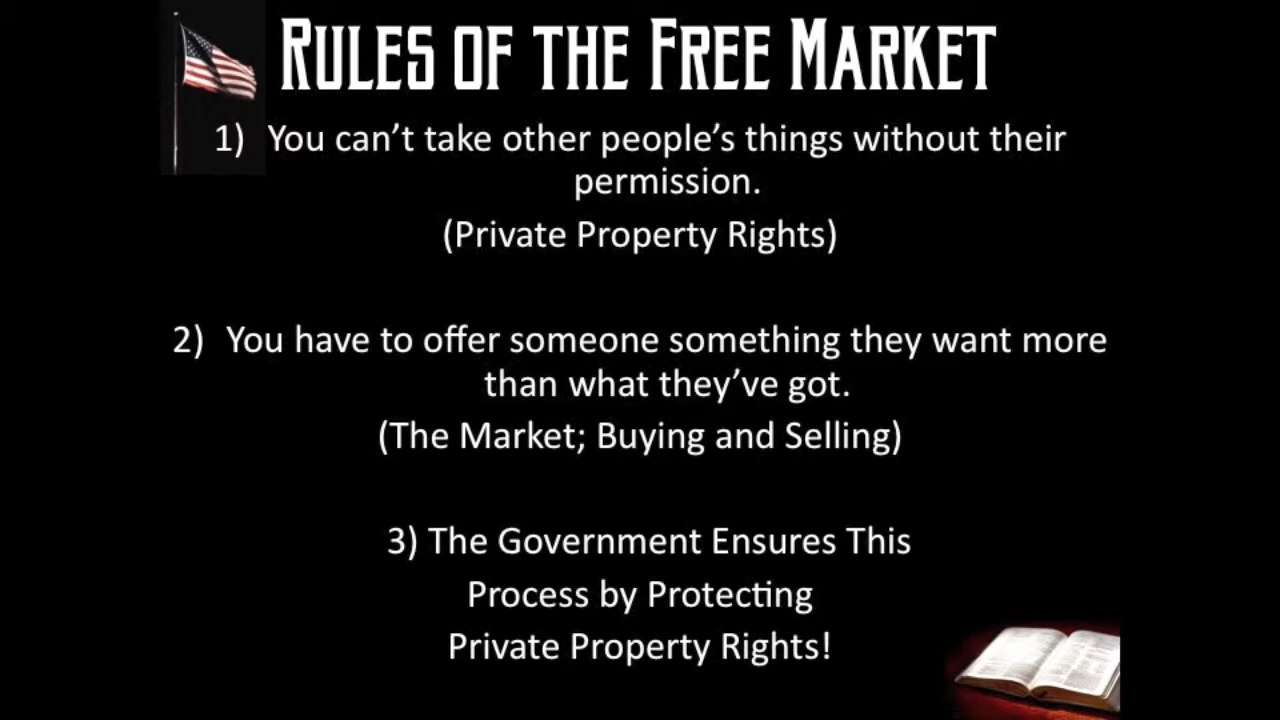 RULES OF THE FREE MARKET
1) You can't take other people's things without their
permission.
(Private Property Rights)
2) You have to offer someone something they want more
than what they've got.
(The Market; Buying and Selling)
3) The Government Ensures This
Process by Protecting
Private Property Rights!